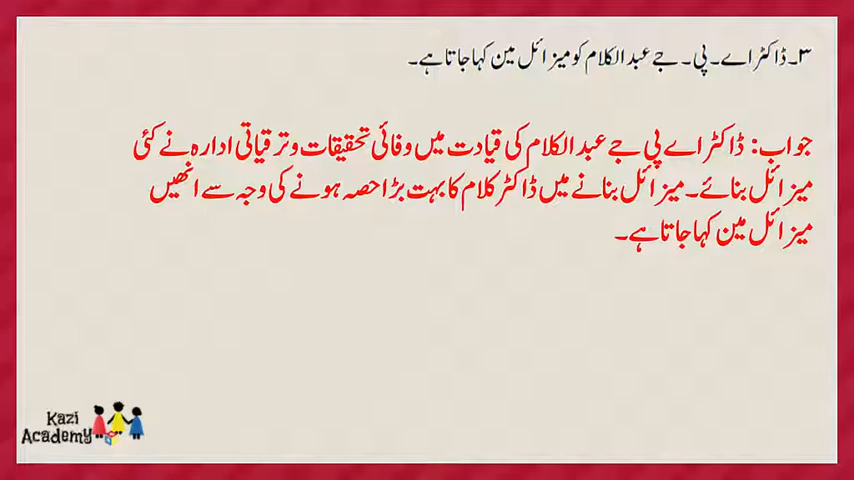 ۳۔ڈاکٹر اے۔پی۔جے عبدالکلام کو میزائل مین کہا جاتا ہے۔
جواب: ڈاکٹر اے پی جے عبدالکلام کی قیادت میں وفائی تحقیقات و ترقیاتی ادارہ نے کئی
میزائل بنائے۔ میزائل بنانے میں ڈاکٹر کلام کا بہت بڑا حصہ ہونے کی وجہ سے انھیں
میزائل مین کہا جاتا ہے۔
Kazi
Academy